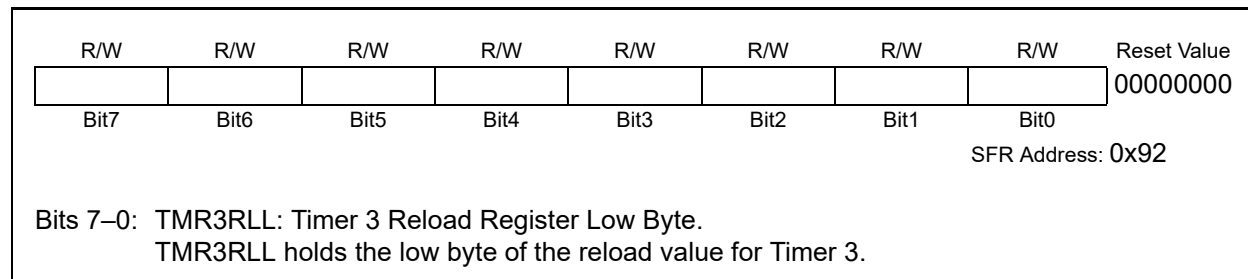 R/W R/W R/W R/W R/W R/W R/W R/W Reset Value
00000000
Bit7 Bit6 Bit5 Bit4 Bit3 Bit2 Bit1 Bit0
SFR Address: 0x92
Bits 7–0: TMR3RLL: Timer 3 Reload Register Low Byte.
TMR3RLL holds the low byte of the reload value for Timer 3.